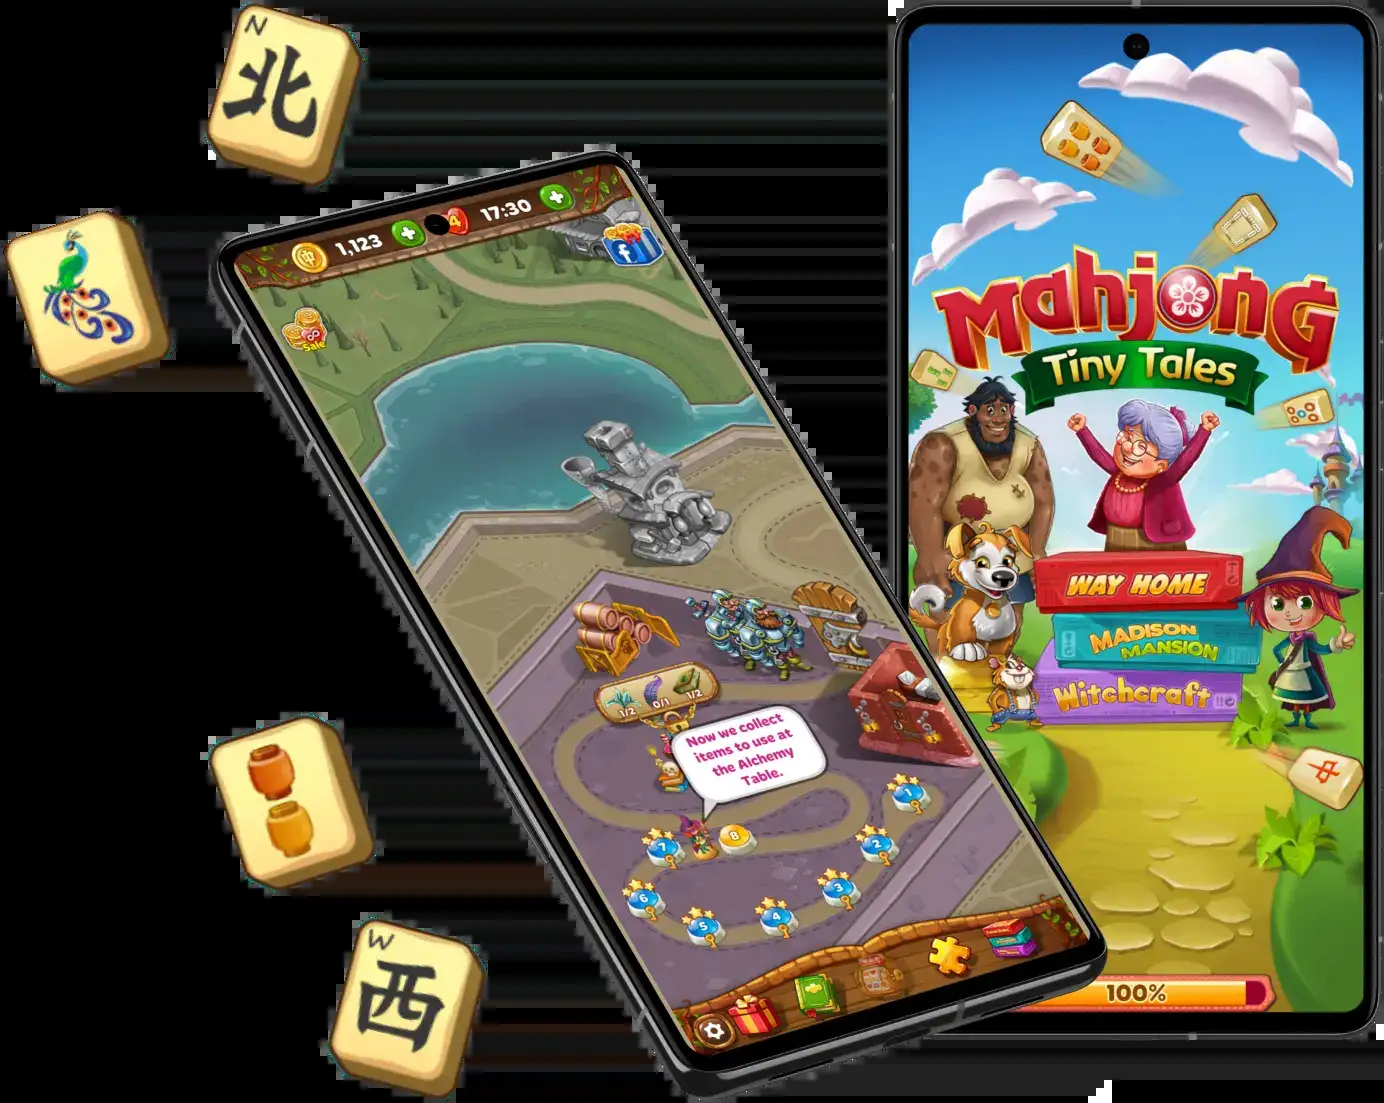 N
北
1,123
4
17:30
f
Sale
1/2
0/1
1/2
Now we collect
items to use at
the Alchemy
Table.
1
8
7
2
3
6
4
5
W
西
Mahjong
Tiny Tales
WAY HOME
MADISON
MANSION
Witchcraft
中
100%